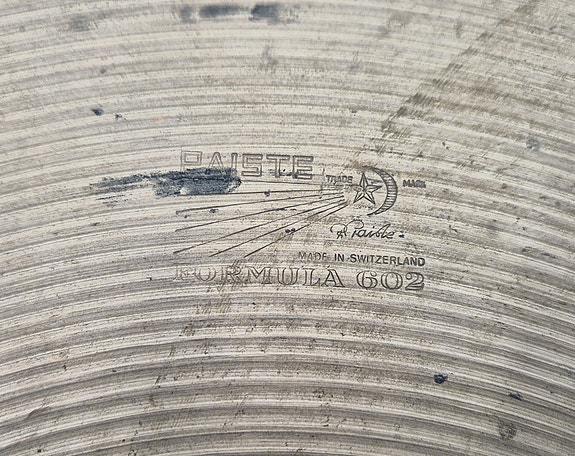 PAISTE
TRADE MARK
R Paiste
MADE IN SWITZERLAND
FORMULA 602